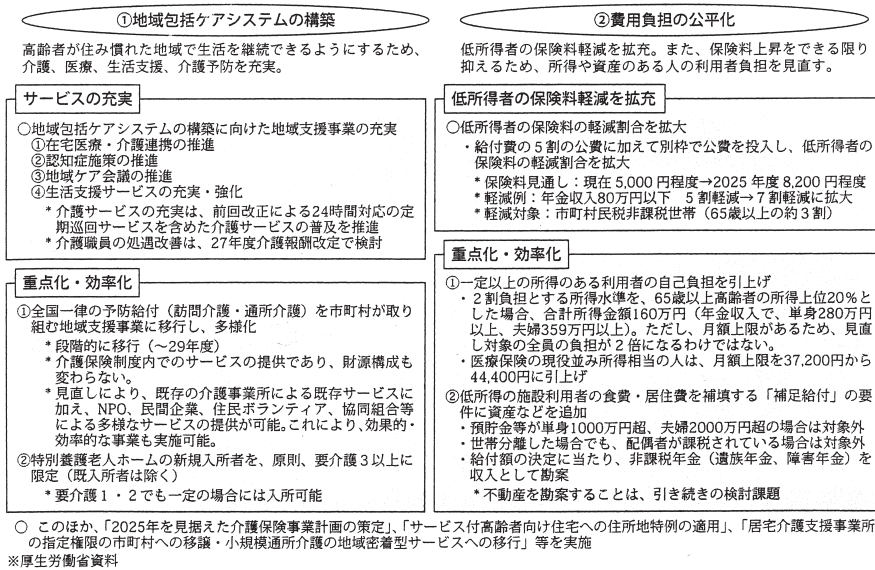 ①地域包括ケアシステムの構築
高齢者が住み慣れた地域で生活を継続できるようにするため、
介護、医療、生活支援、介護予防を充実。
サービスの充実
○地域包括ケアシステムの構築に向けた地域支援事業の充実
①在宅医療・介護連携の推進
②認知症施策の推進
③地域ケア会議の推進
④生活支援サービスの充実・強化
* 介護サービスの充実は、前回改正による24時間対応の定
期巡回サービスを含めた介護サービスの普及を推進
* 介護職員の処遇改善は、27年度介護報酬改定で検討
重点化・効率化
①全国一律の予防給付（訪問介護・通所介護）を市町村が取り
組む地域支援事業に移行し、多様化
* 段階的に移行（～29年度）
* 介護保険制度内でのサービスの提供であり、財源構成も
変わらない。
* 見直しにより、既存の介護事業所による既存サービスに
加え、NPO、民間企業、住民ボランティア、協同組合等
による多様なサービスの提供が可能。これにより、効果的・
効率的な事業も実施可能。
②特別養護老人ホームの新規入所者を、原則、要介護3以上に
限定（既入所者は除く）
* 要介護1・2でも一定の場合には入所可能
②費用負担の公平化
低所得者の保険料軽減を拡充。また、保険料上昇をできる限り
抑えるため、所得や資産のある人の利用者負担を見直す。
低所得者の保険料軽減を拡充
○低所得者の保険料の軽減割合を拡大
・給付費の5割の公費に加えて別枠で公費を投入し、低所得者の
保険料の軽減割合を拡大
* 保険料見通し：現在5,000円程度→2025年度8,200円程度
* 軽減例：年金収入80万円以下 5割軽減→7割軽減に拡大
* 軽減対象：市町村民税非課税世帯（65歳以上の約3割）
重点化・効率化
①一定以上の所得のある利用者の自己負担を引上げ
・2割負担とする所得水準を、65歳以上高齢者の所得上位20％と
した場合、合計所得金額160万円（年金収入で、単身280万円
以上、夫婦359万円以上）。ただし、月額上限があるため、見直
し対象の全員の負担が2倍になるわけではない。
・医療保険の現役並み所得相当の人は、月額上限を37,200円から
44,400円に引上げ
②低所得の施設利用者の食費・居住費を補填する「補足給付」の要
件に資産などを追加
・預貯金等が単身1000万円超、夫婦2000万円超の場合は対象外
・世帯分離した場合でも、配偶者が課税されている場合は対象外
・給付額の決定に当たり、非課税年金（遺族年金、障害年金）を
収入として勘案
* 不動産を勘案することは、引き続きの検討課題
○ このほか、「2025年を見据えた介護保険事業計画の策定」、「サービス付高齢者向け住宅への住所地特例の適用」、「居宅介護支援事業所
の指定権限の市町村への移譲・小規模通所介護の地域密着型サービスへの移行」等を実施
※厚生労働省資料